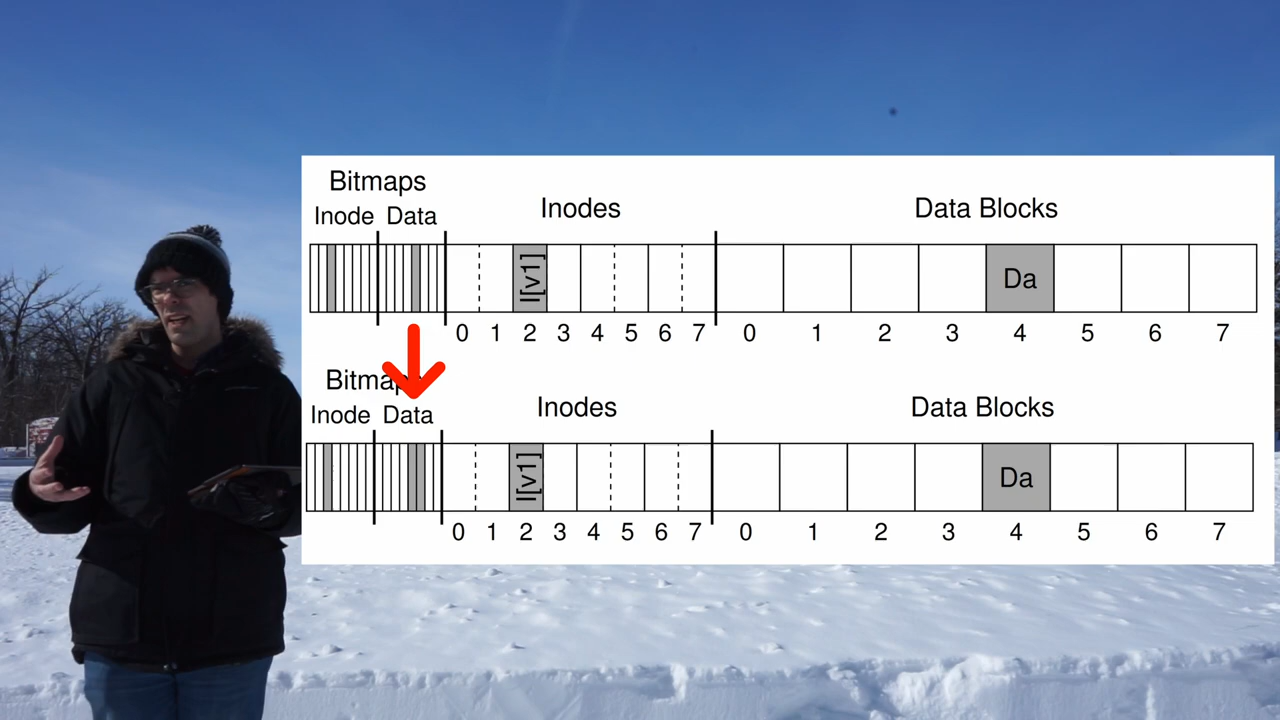 Bitmaps
Inode Data Inodes Data Blocks
I[v1] Da
0 1 2 3 4 5 6 7 0 1 2 3 4 5 6 7
Bitmap
Inode Data Inodes Data Blocks
I[v1] Da
0 1 2 3 4 5 6 7 0 1 2 3 4 5 6 7